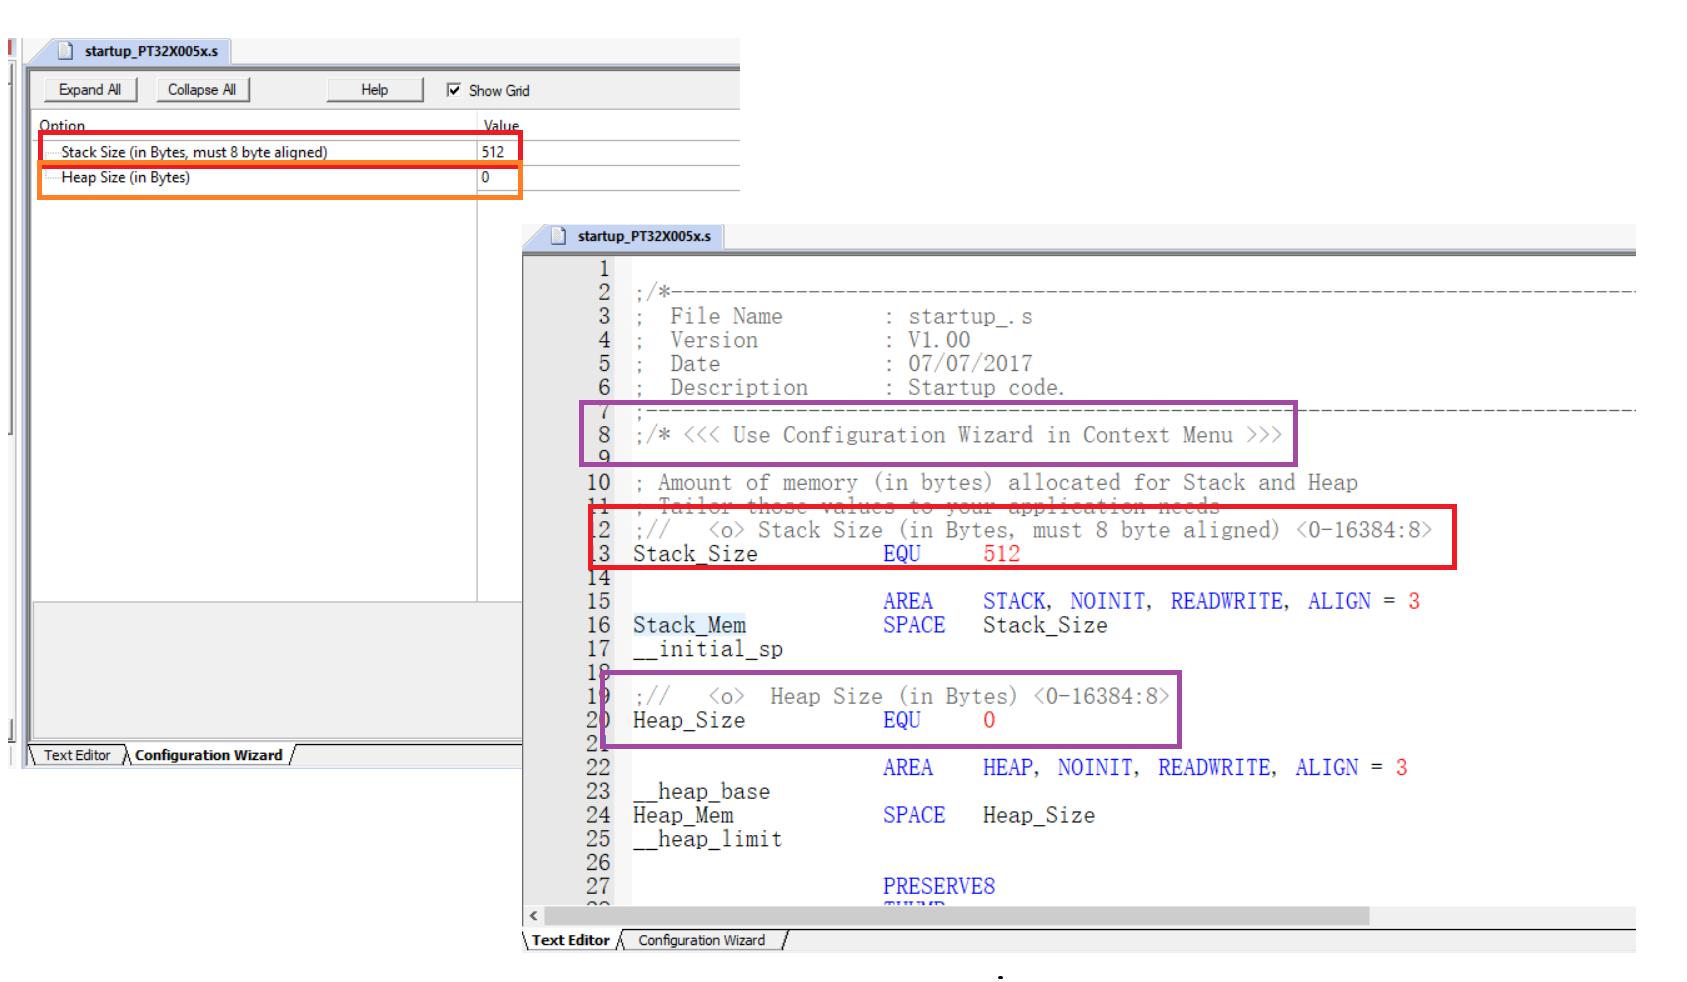 startup_PT32X005x.s
Expand All Collapse All Help Show Grid
Option Value
Stack Size (in Bytes, must 8 byte aligned) 512
Heap Size (in Bytes) 0
Text Editor Configuration Wizard
startup_PT32X005x.s
1
2 ;/*------------------------------------------------------------------------------
3 ;  File Name        : startup_.s
4 ;  Version          : V1.00
5 ;  Date             : 07/07/2017
6 ;  Description      : Startup code.
7 ;--------------------------------------------------------------------------------
8 ;/* <<< Use Configuration Wizard in Context Menu >>>
9
10 ; Amount of memory (in bytes) allocated for Stack and Heap
11 ; Tailor those values to your application needs
12 ;//   <o> Stack Size (in Bytes, must 8 byte aligned) <0-16384:8>
13 Stack_Size          EQU     512
14
15                     AREA    STACK, NOINIT, READWRITE, ALIGN = 3
16 Stack_Mem           SPACE   Stack_Size
17 __initial_sp
18
19 ;//   <o>  Heap Size (in Bytes) <0-16384:8>
20 Heap_Size           EQU     0
21
22                     AREA    HEAP, NOINIT, READWRITE, ALIGN = 3
23 __heap_base
24 Heap_Mem            SPACE   Heap_Size
25 __heap_limit
26
27                     PRESERVE8
Text Editor Configuration Wizard